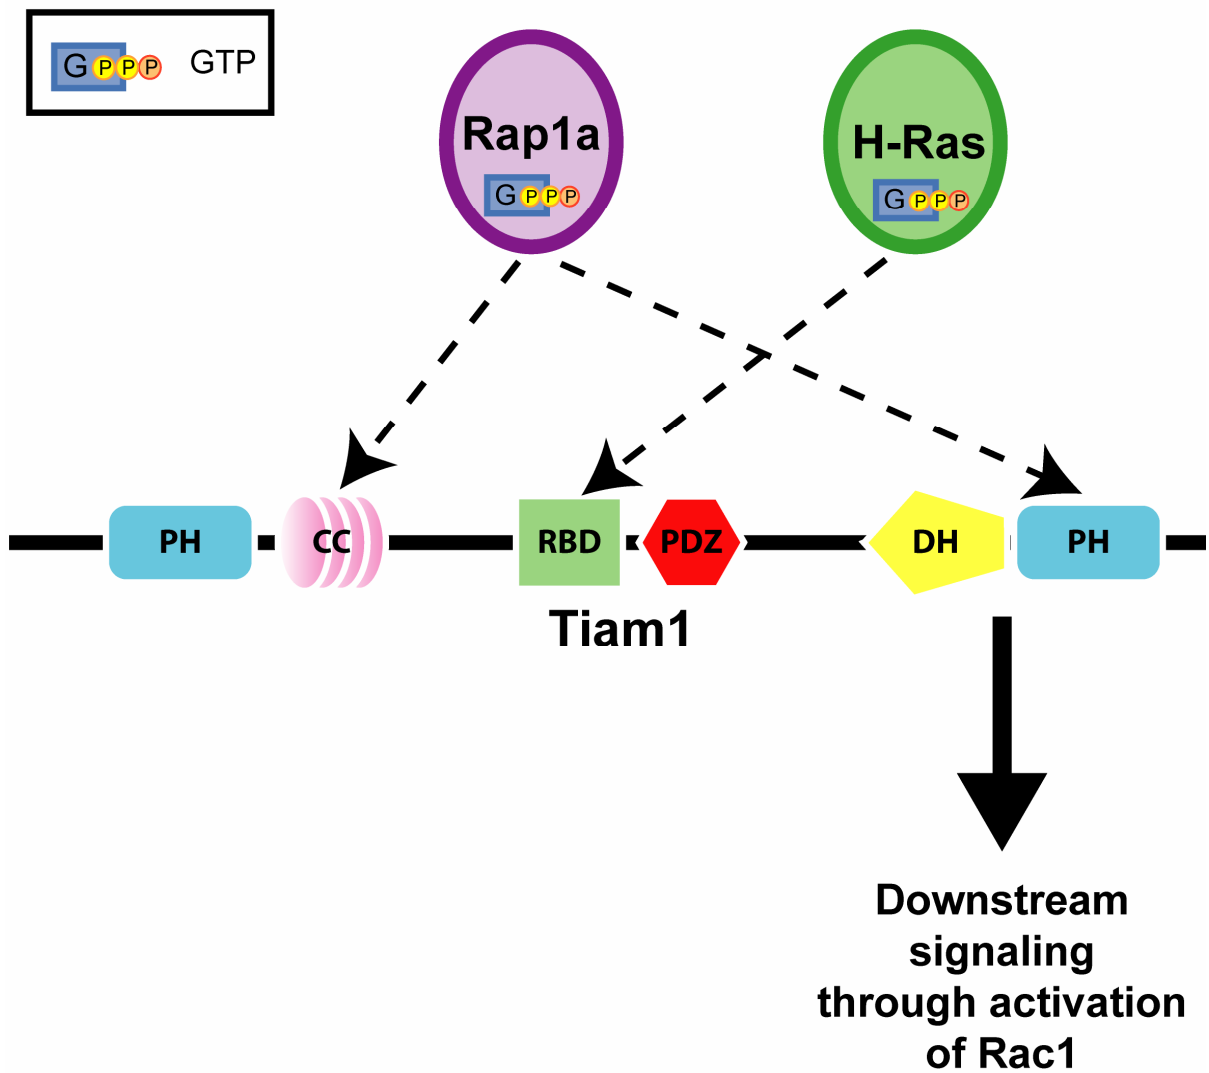 G P P P GTP
Rap1a
G P P P
H-Ras
G P P P
PH CC RBD PDZ DH PH
Tiam1
Downstream
signaling
through activation
of Rac1